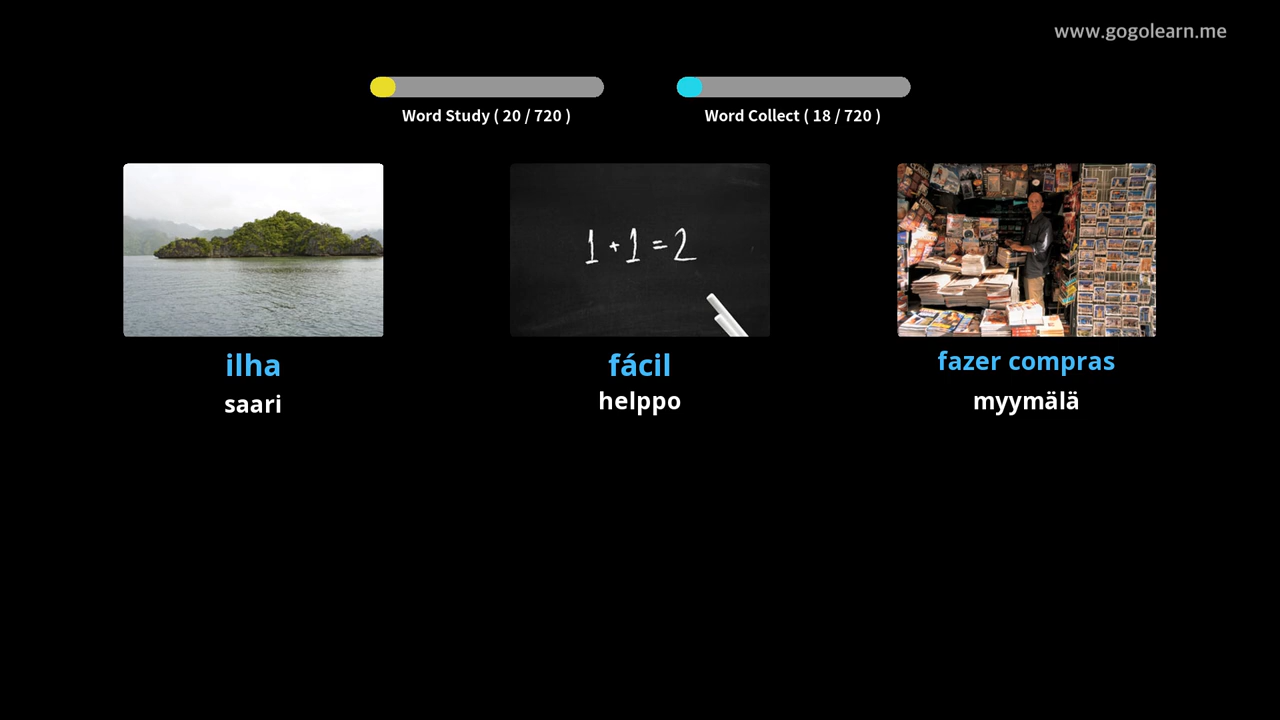 www.gogolearn.me
Word Study ( 20 / 720 )
Word Collect ( 18 / 720 )
1 + 1 = 2
ilha
fácil
fazer compras
saari
helppo
myymälä